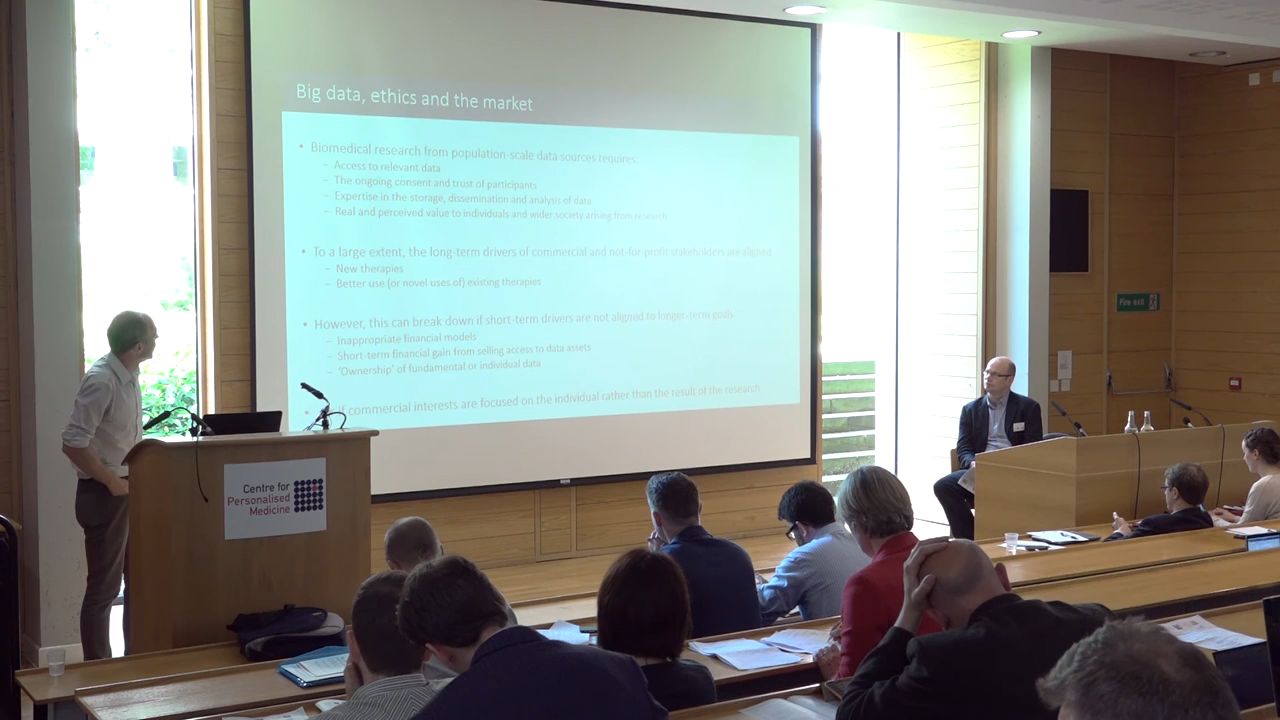 Big data, ethics and the market
• Biomedical research from population-scale data sources requires:
– Access to relevant data
– The ongoing consent and trust of participants
– Expertise in the storage, dissemination and analysis of data
– Real and perceived value to individuals and wider society arising from research
• To a large extent, the long-term drivers of commercial and not-for-profit stakeholders are aligned
– New therapies
– Better use (or novel uses of) existing therapies
• However, this can break down if short-term drivers are not aligned to longer-term goals
– Inappropriate financial models
– Short-term financial gain from selling access to data assets
– ‘Ownership’ of fundamental or individual data
• if commercial interests are focused on the individual rather than the result of the research
Fire exit
Centre for
Personalised
Medicine